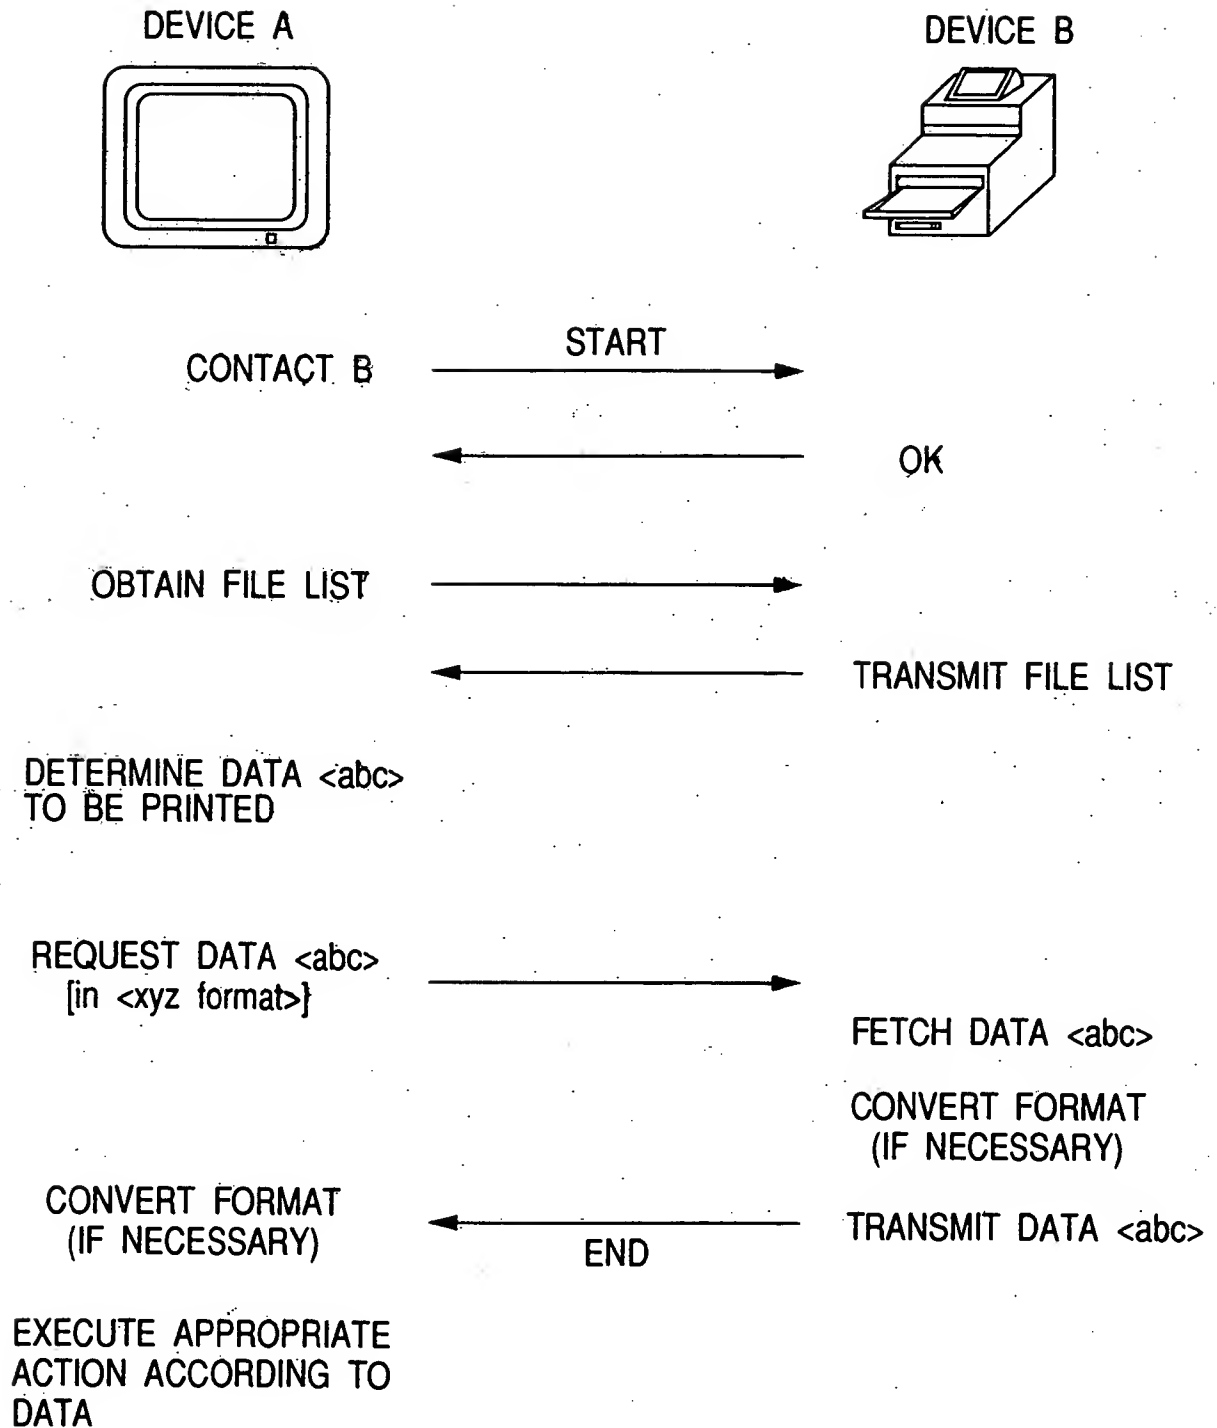 DEVICE A
DEVICE B
START
CONTACT B
OK
OBTAIN FILE LIST
TRANSMIT FILE LIST
DETERMINE DATA <abc>
TO BE PRINTED
REQUEST DATA <abc>
[in <xyz format>}
FETCH DATA <abc>
CONVERT FORMAT
(IF NECESSARY)
CONVERT FORMAT
(IF NECESSARY)
END
TRANSMIT DATA <abc>
EXECUTE APPROPRIATE
ACTION ACCORDING TO
DATA